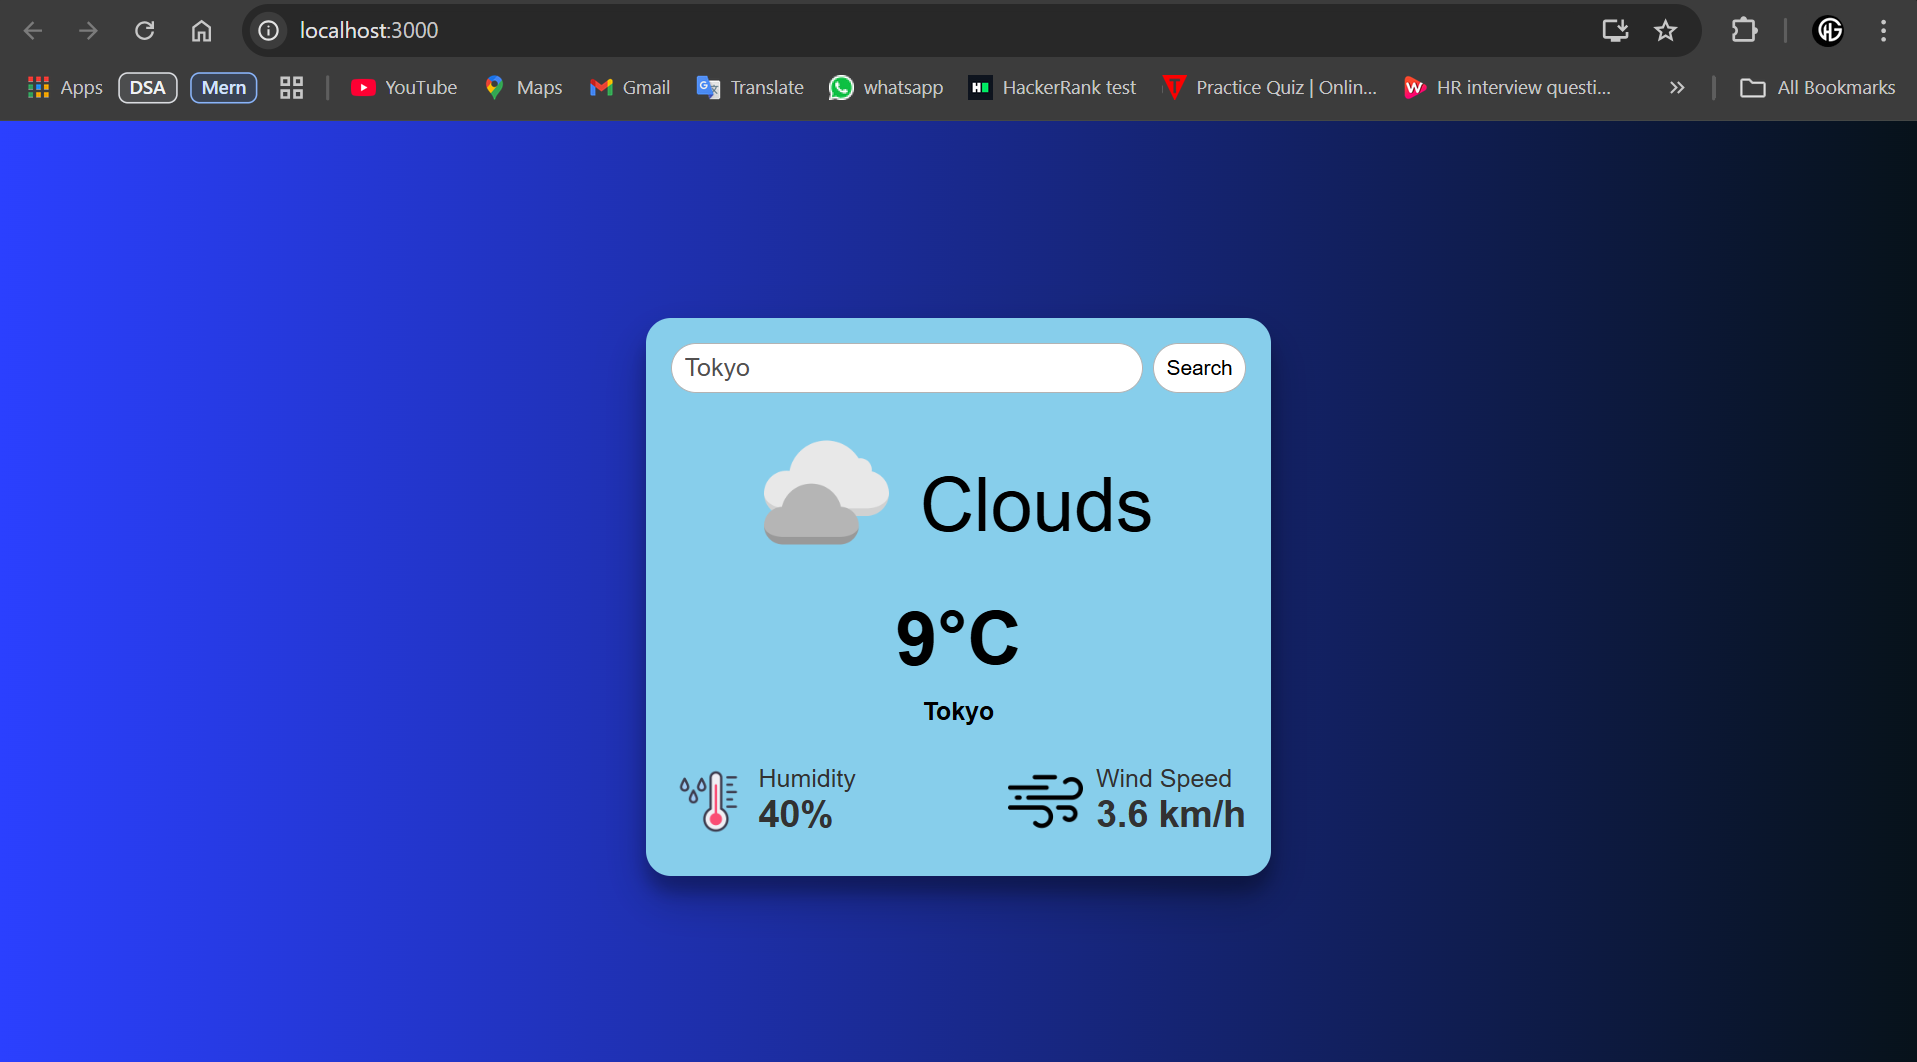 localhost:3000
Apps DSA Mern YouTube Maps Gmail Translate whatsapp HackerRank test Practice Quiz | Onlin... HR interview questi... All Bookmarks
Tokyo Search
Clouds
9°C
Tokyo
Humidity Wind Speed
40% 3.6 km/h